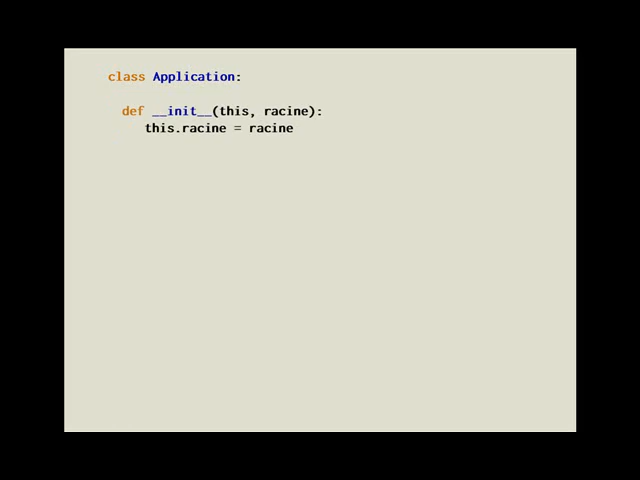 class Application:
def __init__(this, racine):
this.racine = racine